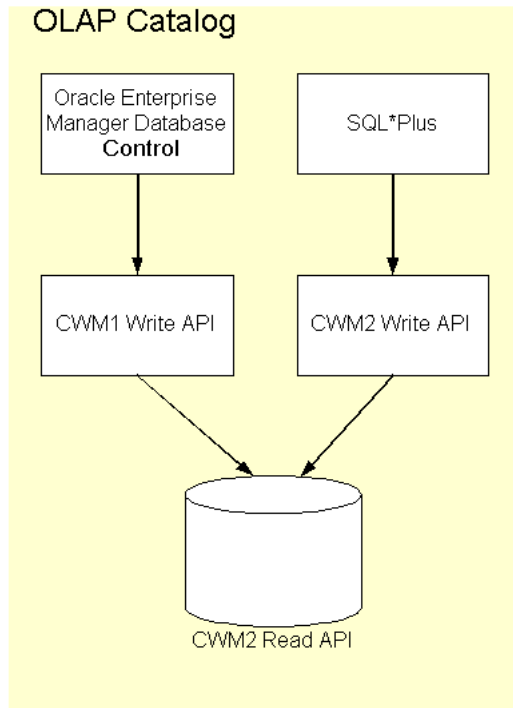 OLAP Catalog
Oracle Enterprise
Manager Database
Control
SQL*Plus
CWM1 Write API
CWM2 Write API
CWM2 Read API